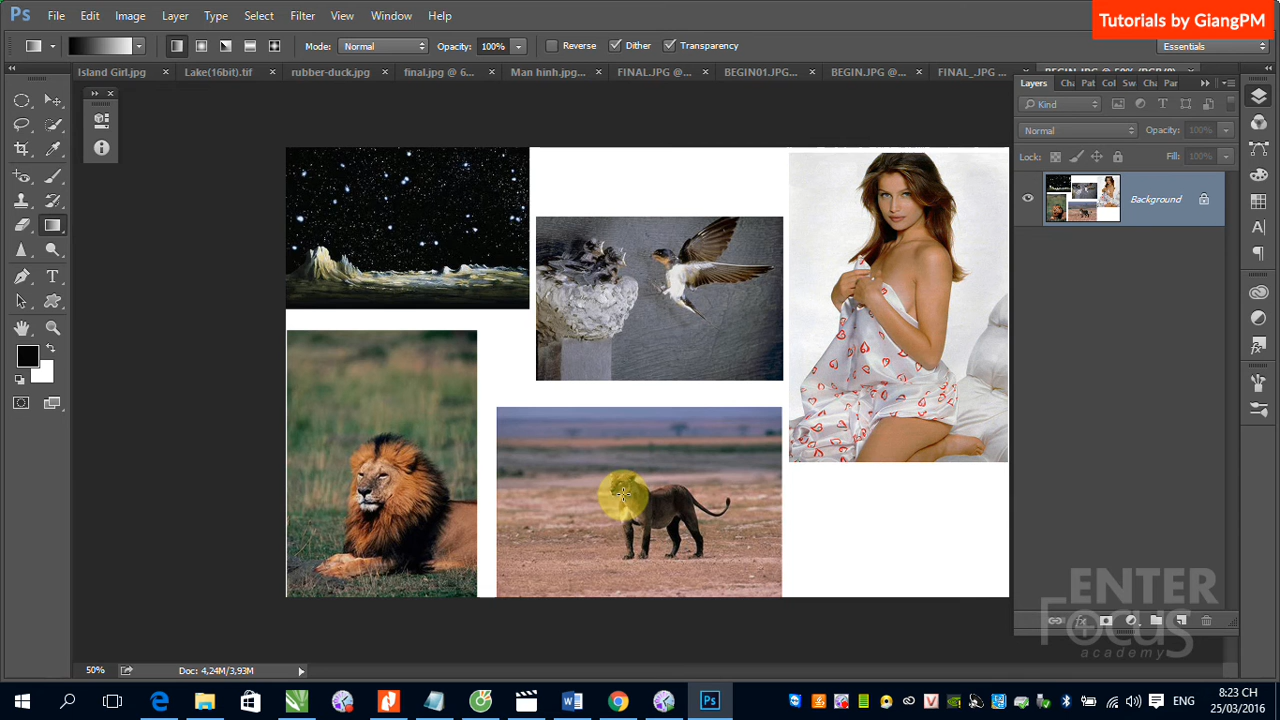 Ps File Edit Image Layer Type Select Filter View Window Help
Tutorials by GiangPM
Mode: Normal Opacity: 100% Reverse Dither Transparency
Essentials
Island Girl.jpg × Lake(16bit).tif × rubber-duck.jpg × final.jpg @ 6... × Man hinh.jpg... × FINAL.JPG @... × BEGIN01.JPG... × BEGIN.JPG @... × FINAL_.JPG ...
Layers Cha Pat Col Sw Cha Par
Kind
Normal Opacity: 100%
Lock: Fill: 100%
Background
fx
ENTER
FOCUS
academy
50% Doc: 4,24M/3,93M
ENG
8:23 CH
25/03/2016